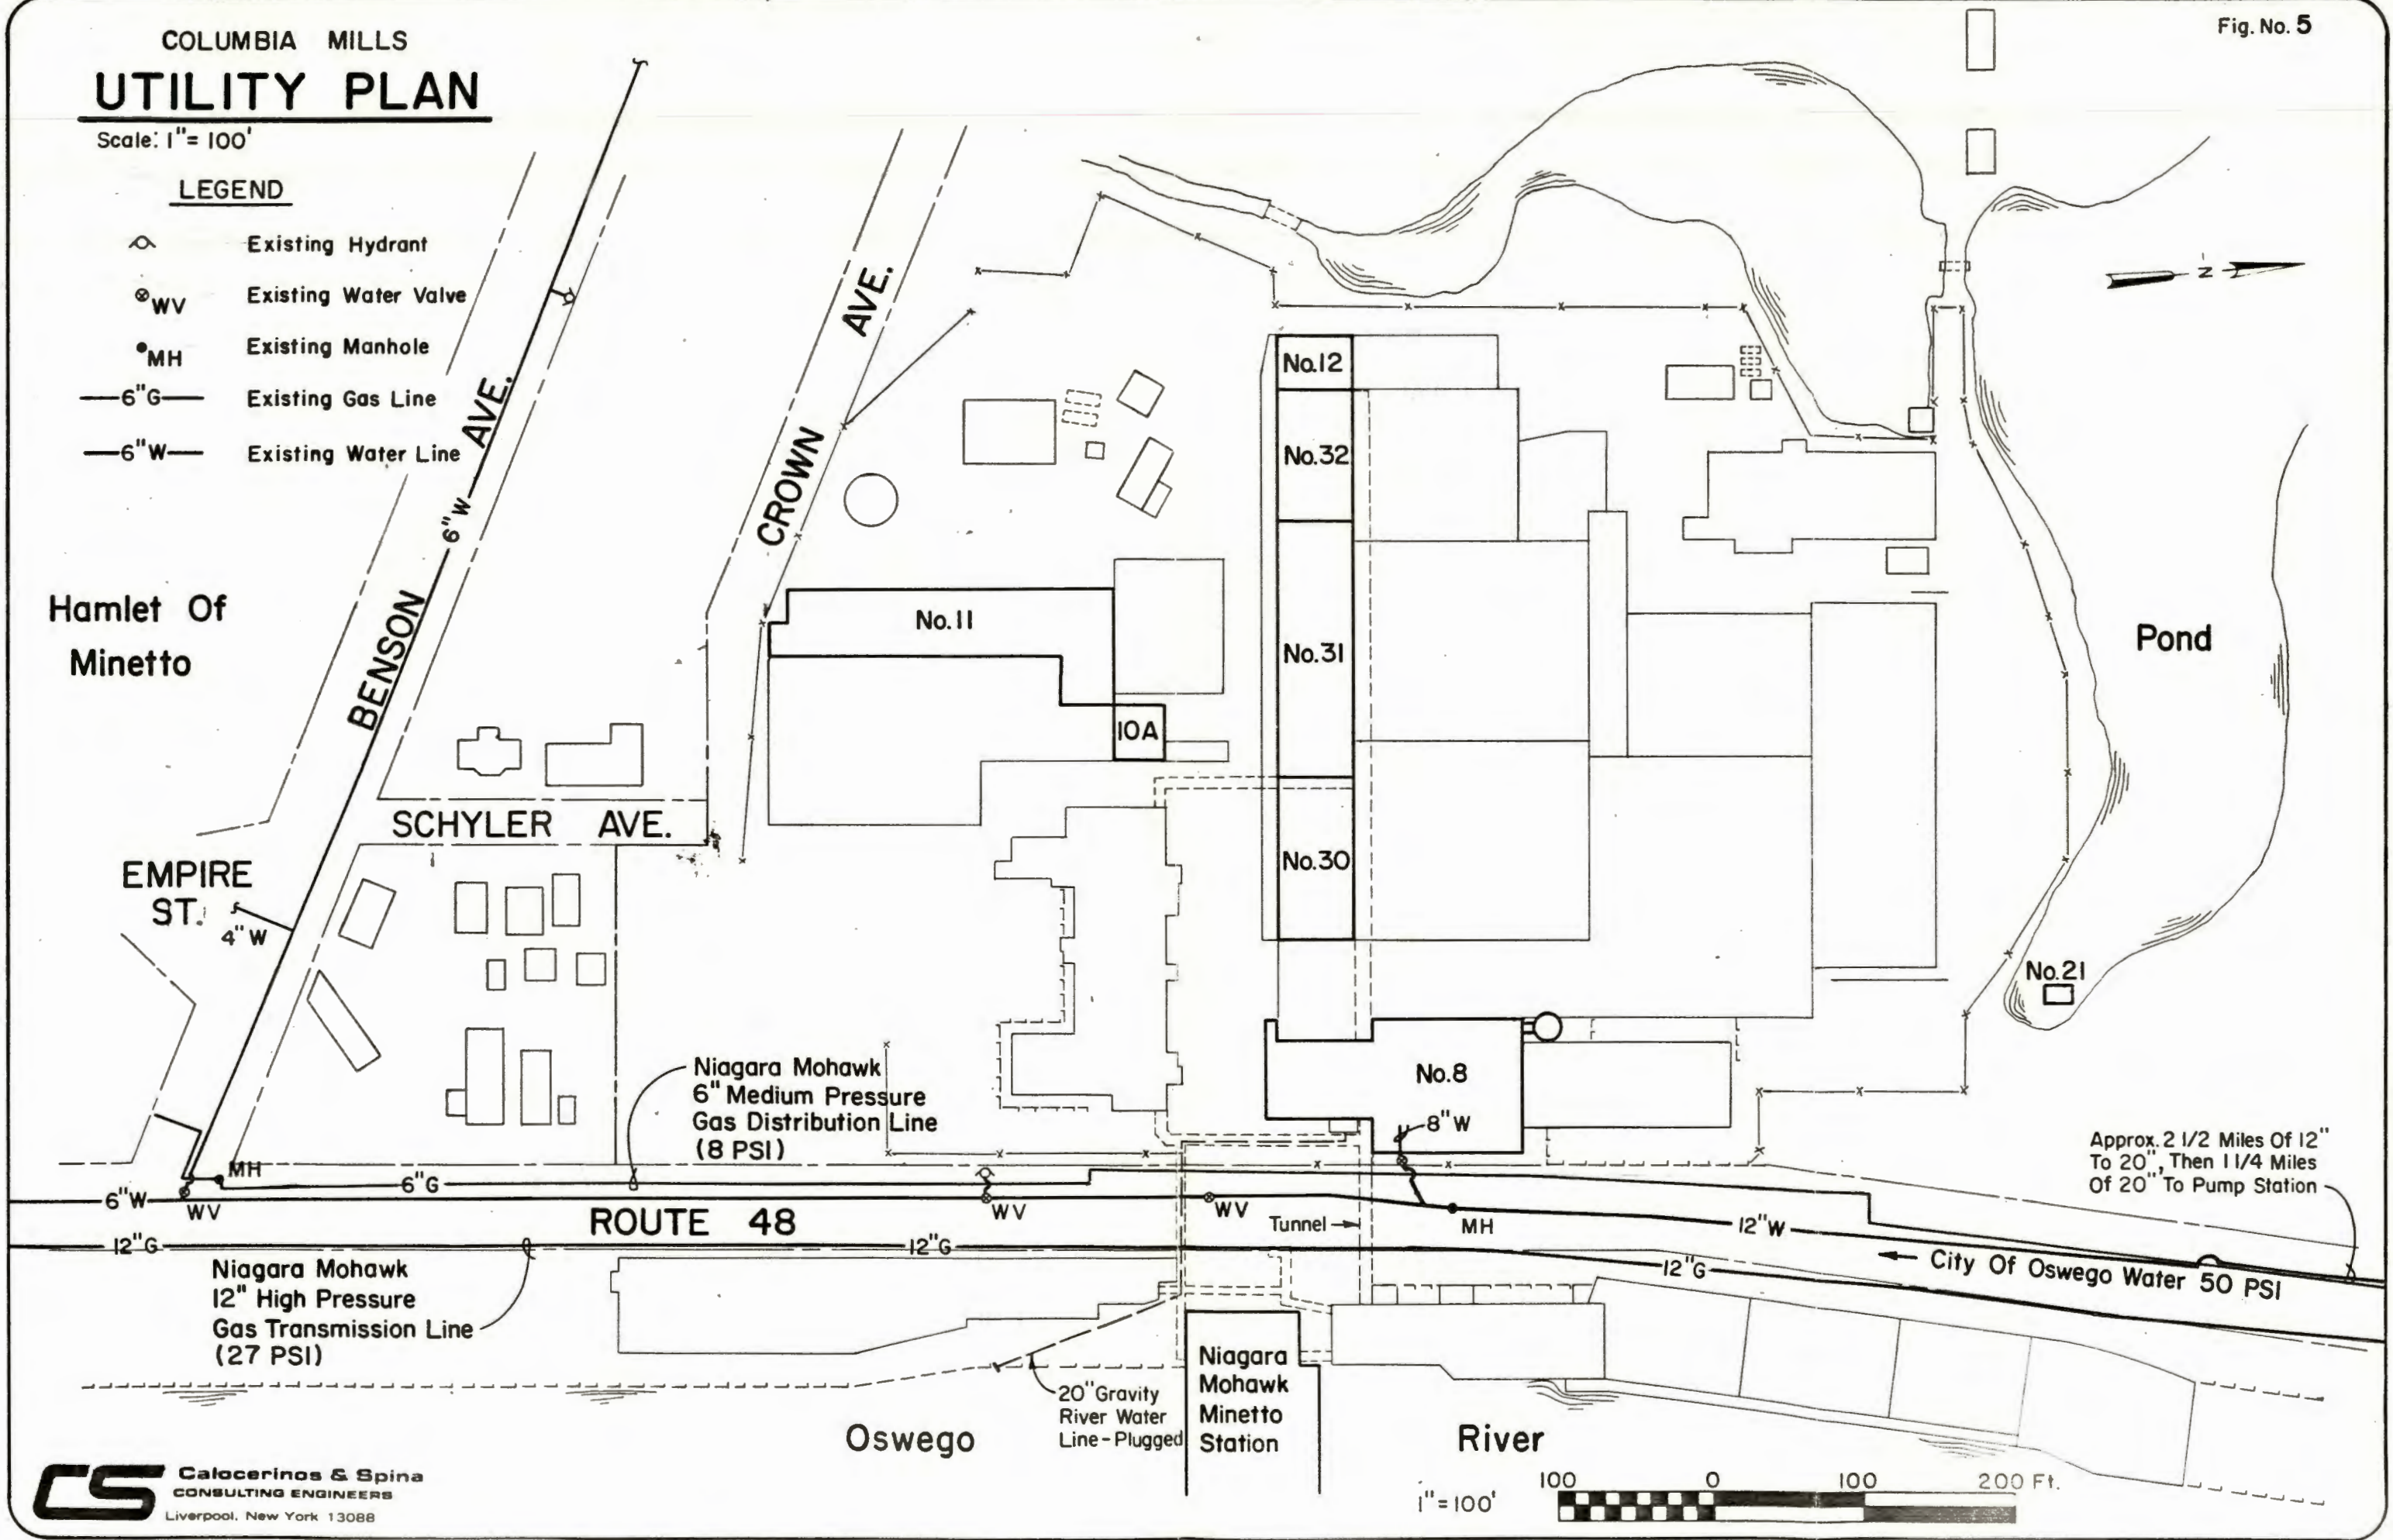 Fig. No. 5
COLUMBIA MILLS
UTILITY PLAN
Scale: 1"= 100'
LEGEND
Existing Hydrant
WV Existing Water Valve
MH Existing Manhole
6"G Existing Gas Line
6"W Existing Water Line
N
BENSON AVE.
6"W
CROWN AVE.
Hamlet Of
Minetto
No.12
No.32
No.31
No.30
No.11
10A
Pond
SCHYLER AVE.
EMPIRE
ST.
4" W
No.21
No.8
8" W
Niagara Mohawk
6" Medium Pressure
Gas Distribution Line
(8 PSI)
Approx. 2 1/2 Miles Of 12"
To 20", Then 1 1/4 Miles
Of 20" To Pump Station
MH
6"G
6"W
WV
WV
WV
ROUTE 48
Tunnel
MH
12"W
12"G
12"G
12"G
City Of Oswego Water 50 PSI
Niagara Mohawk
12" High Pressure
Gas Transmission Line
(27 PSI)
20" Gravity
River Water
Line-Plugged
Niagara
Mohawk
Minetto
Station
Oswego River
CS
Calocerinos & Spina
CONSULTING ENGINEERS
Liverpool, New York 13088
1"=100'
100 0 100 200 Ft.